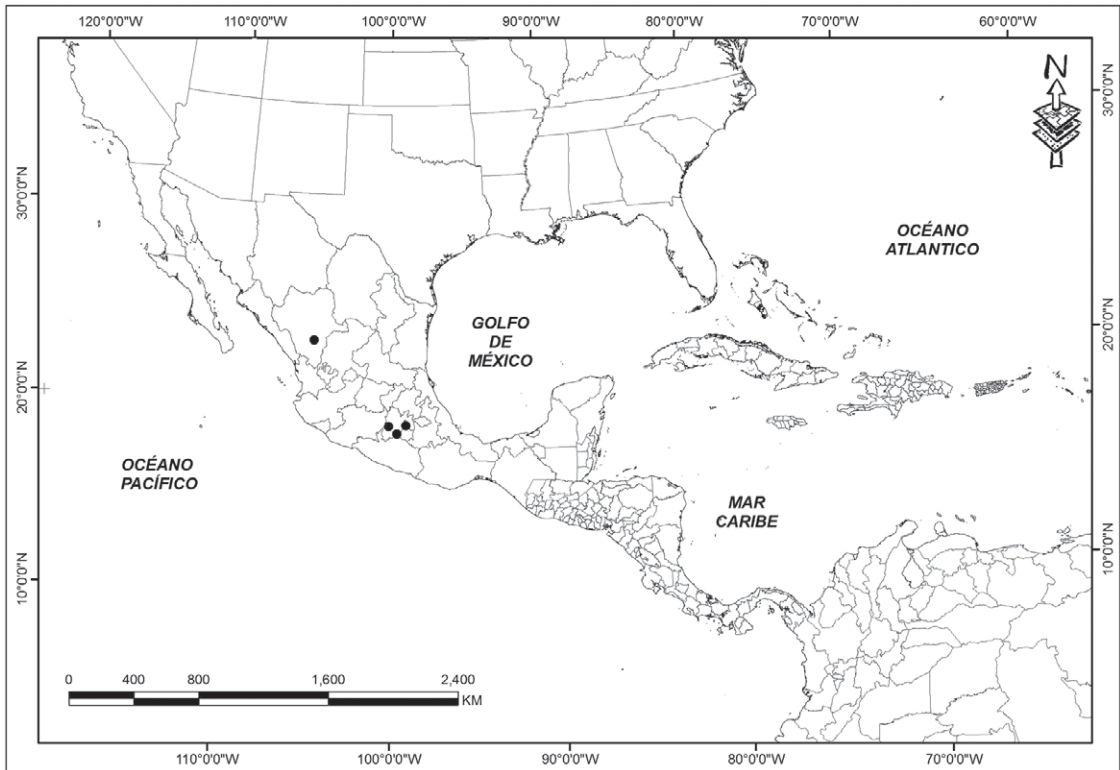 120°0'0"W 110°0'0"W 100°0'0"W 90°0'0"W 80°0'0"W 70°0'0"W 60°0'0"W
N
30°0'0"N
30°0'0"N
OCÉANO
ATLANTICO
GOLFO
DE
MÉXICO
20°0'0"N
20°0'0"N
OCÉANO
PACÍFICO
MAR
CARIBE
10°0'0"N
10°0'0"N
0 400 800 1,600 2,400
KM
110°0'0"W 100°0'0"W 90°0'0"W 80°0'0"W 70°0'0"W